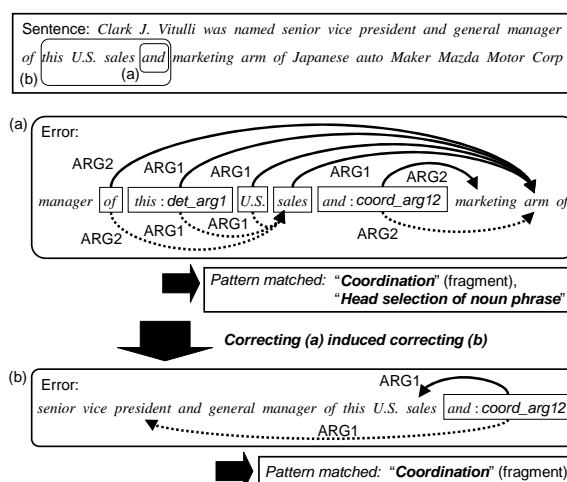 Sentence: Clark J. Vitulli was named senior vice president and general manager
of this U.S. sales and marketing arm of Japanese auto Maker Mazda Motor Corp
(b) (a)
(a) Error:
ARG2 ARG1 ARG1 ARG1 ARG2
manager of this : det_arg1 U.S. sales and : coord_arg12 marketing arm of
ARG2 ARG1 ARG1 ARG2
Pattern matched: “Coordination” (fragment),
“Head selection of noun phrase”
Correcting (a) induced correcting (b)
(b) Error:
ARG1
senior vice president and general manager of this U.S. sales and : coord_arg12
ARG1
Pattern matched: “Coordination” (fragment)